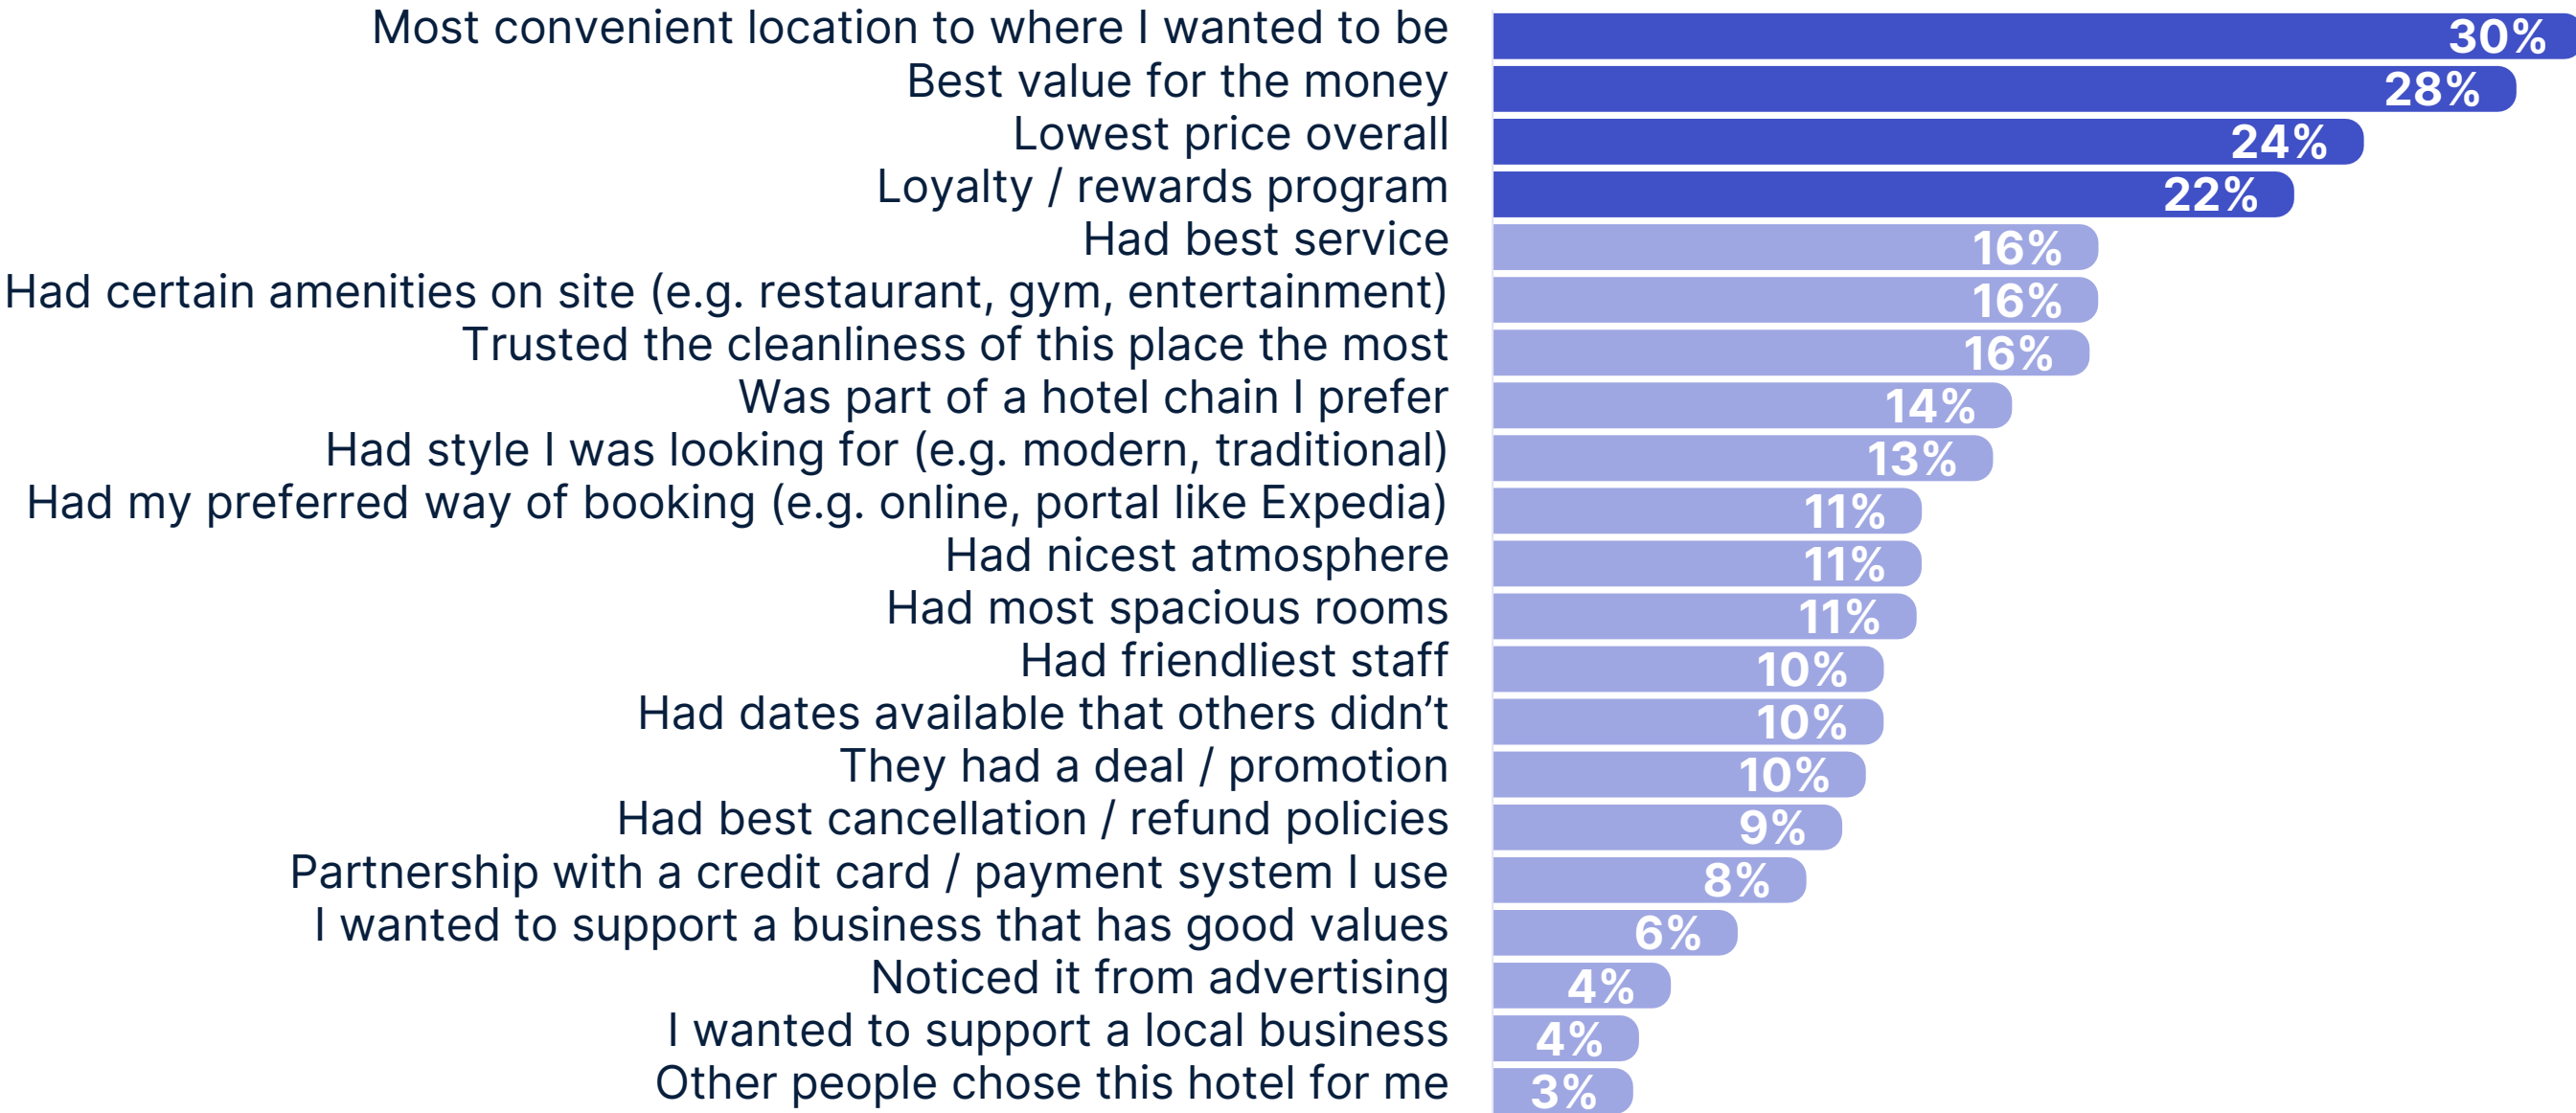 Most convenient location to where I wanted to be 30%
Best value for the money 28%
Lowest price overall 24%
Loyalty / rewards program 22%
Had best service 16%
Had certain amenities on site (e.g. restaurant, gym, entertainment) 16%
Trusted the cleanliness of this place the most 16%
Was part of a hotel chain I prefer 14%
Had style I was looking for (e.g. modern, traditional) 13%
Had my preferred way of booking (e.g. online, portal like Expedia) 11%
Had nicest atmosphere 11%
Had most spacious rooms 11%
Had friendliest staff 10%
Had dates available that others didn’t 10%
They had a deal / promotion 10%
Had best cancellation / refund policies 9%
Partnership with a credit card / payment system I use 8%
I wanted to support a business that has good values 6%
Noticed it from advertising 4%
I wanted to support a local business 4%
Other people chose this hotel for me 3%